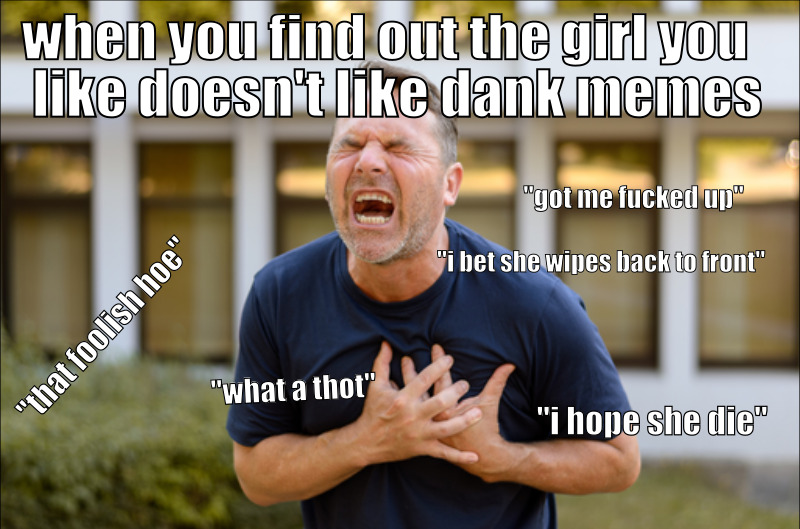 when you find out the girl you
like doesn't like dank memes
"got me fucked up"
"i bet she wipes back to front"
"that foolish hoe"
"what a thot"
"i hope she die"